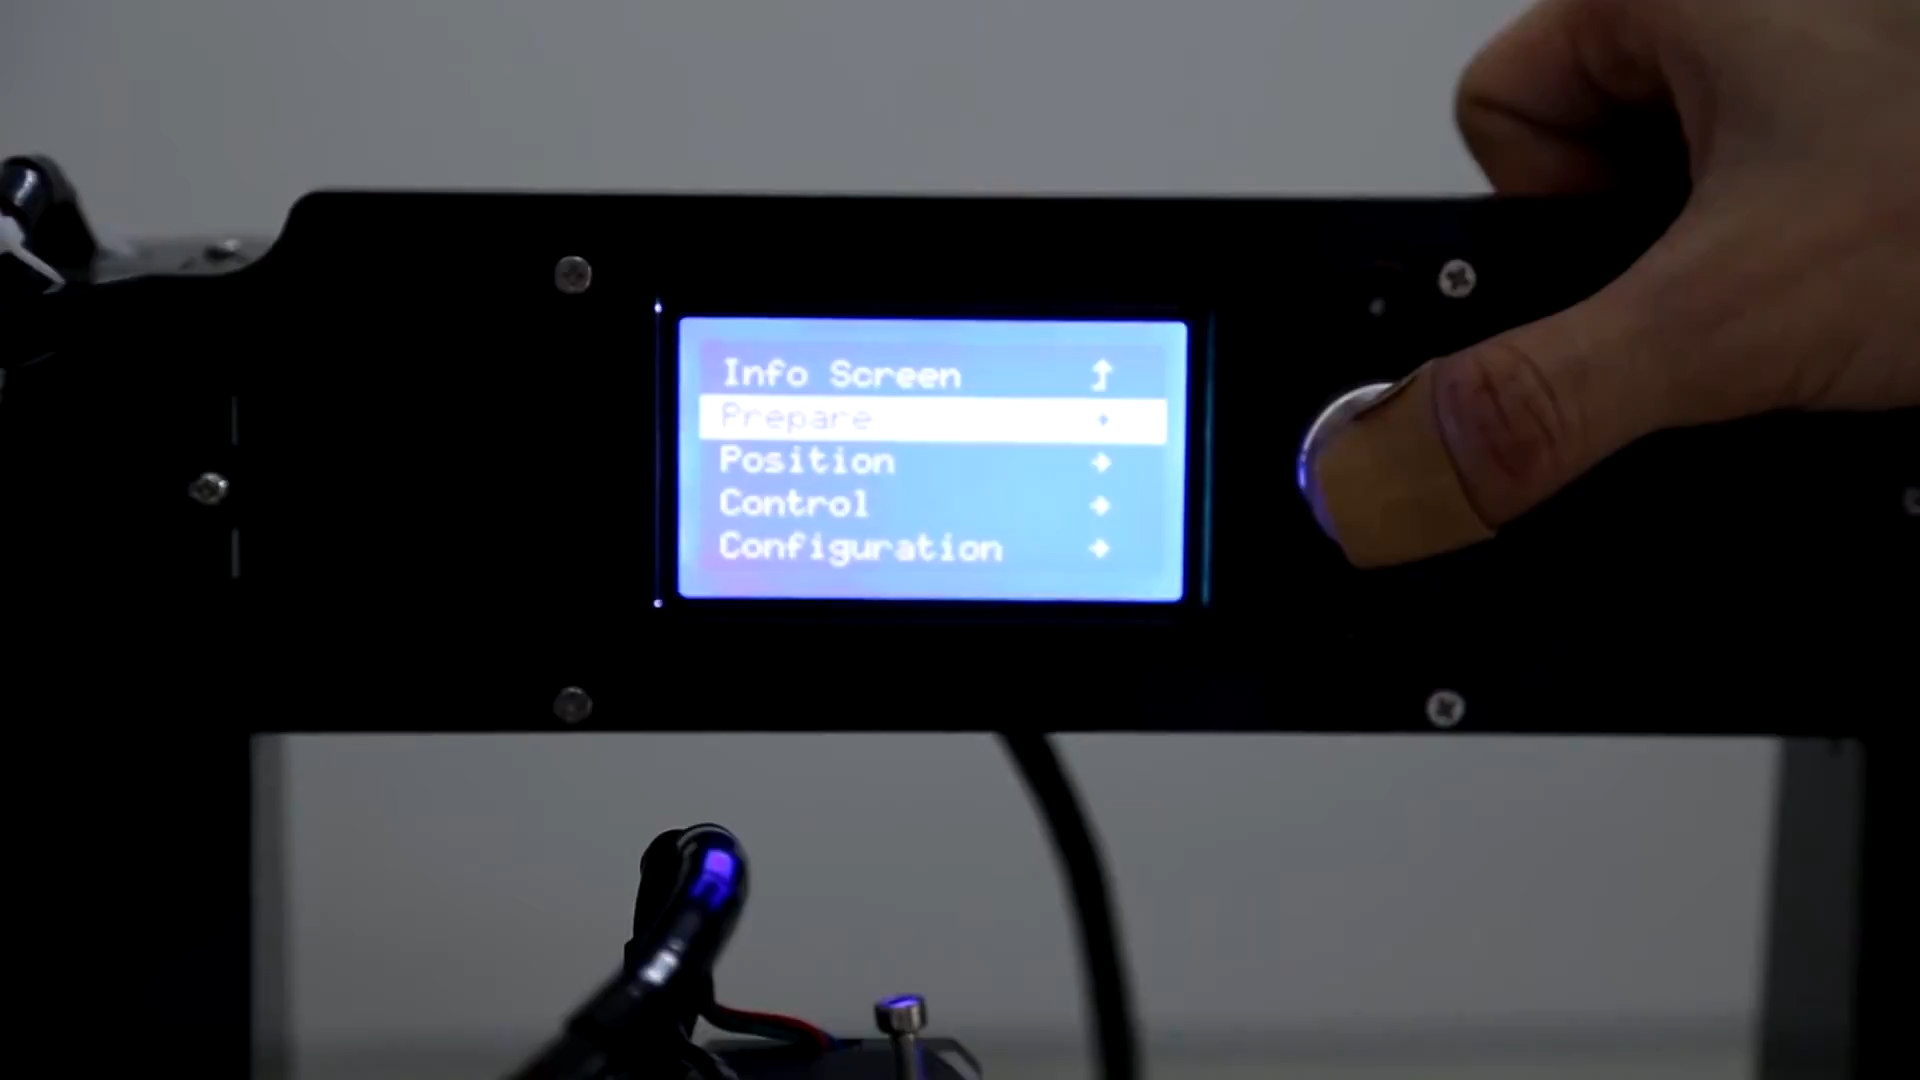 Info Screen
Prepare
Position
Control
Configuration